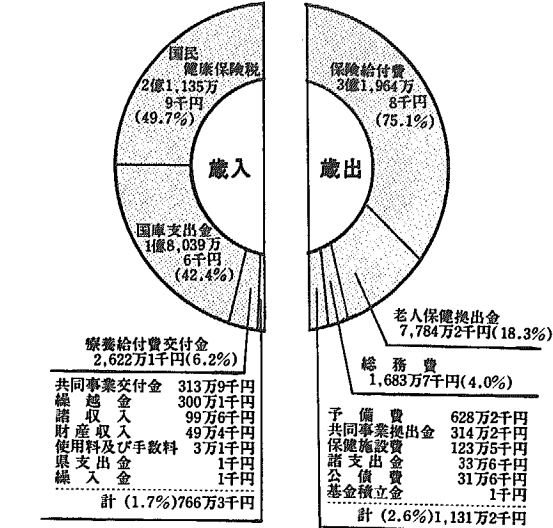 国民
健康保険税
2億1,135万
9千円
(49.7%)
歳入
国庫支出金
1億8,039万
6千円
(42.4%)
療養給付費交付金
2,622万1千円(6.2%)
共同事業交付金 313万9千円
繰越金 300万1千円
諸収入 99万6千円
財産収入 49万4千円
使用料及び手数料 3万1千円
県支出金 1千円
繰入金 1千円
計 (1.7%)766万3千円
保険給付費
3億1,964万
8千円
(75.1%)
歳出
老人保健拠出金
7,784万2千円(18.3%)
総務費
1,683万7千円(4.0%)
予備費 628万2千円
共同事業拠出金 314万2千円
保健施設費 123万5千円
諸支出金 33万6千円
公債費 31万6千円
基金積立金 1千円
計 (2.6%)1,131万2千円